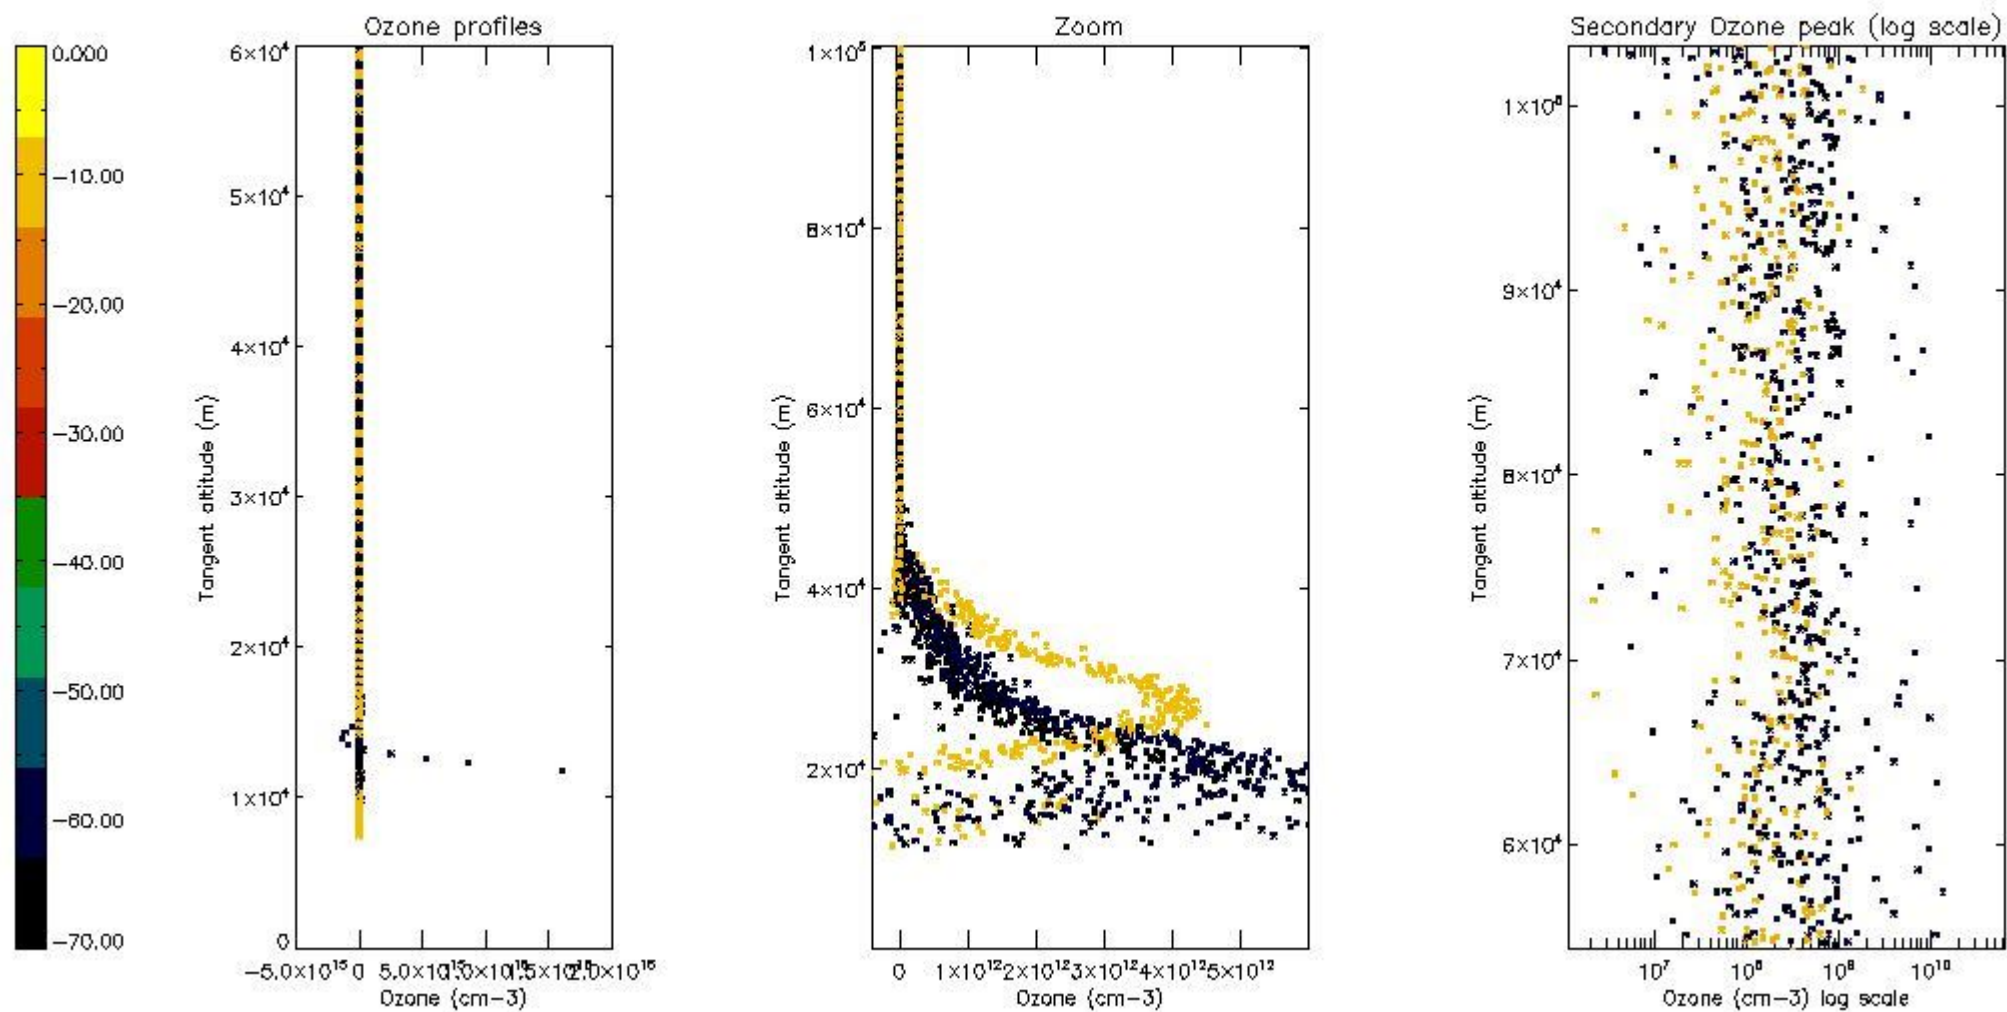 Ozone profiles
Zoom
Secondary Ozone peak (log scale)
0.000
−10.00
−20.00
−30.00
−40.00
−50.00
−60.00
−70.00
6×10⁴
5×10⁴
4×10⁴
3×10⁴
2×10⁴
1×10⁴
0
Tangent altitude (m)
−5.0×10¹⁵ 0
Ozone (cm−3)
1×10⁵
8×10⁴
6×10⁴
4×10⁴
2×10⁴
Tangent altitude (m)
0 1×10¹² 2×10¹² 3×10¹² 4×10¹² 5×10¹²
Ozone (cm−3)
1×10⁵
9×10⁴
8×10⁴
7×10⁴
6×10⁴
Tangent altitude (m)
10⁷ 10⁸ 10⁹ 10¹⁰
Ozone (cm−3) log scale